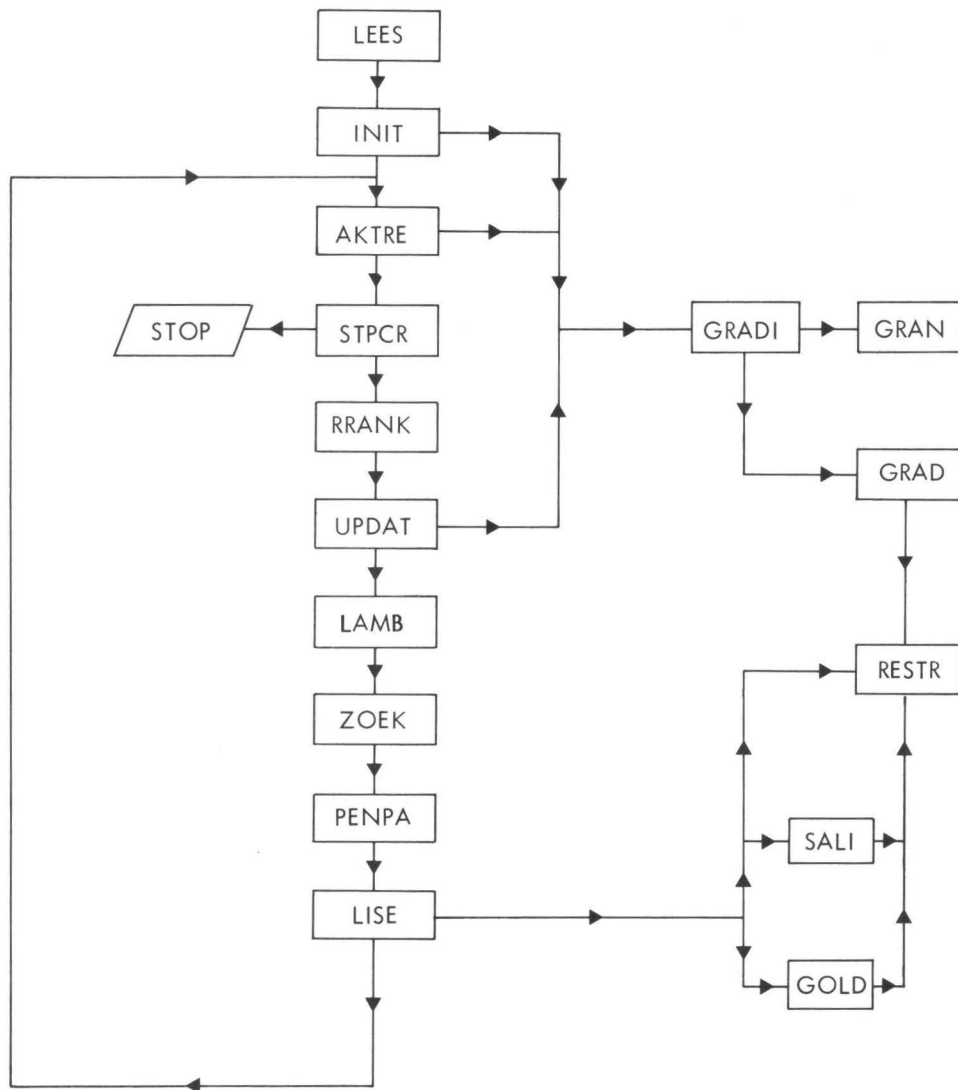 LEES
INIT
AKTRE
STOP
STPCR
GRADI
GRAN
RRANK
GRAD
UPDAT
LAMB
RESTR
ZOEK
PENPA
SALI
LISE
GOLD